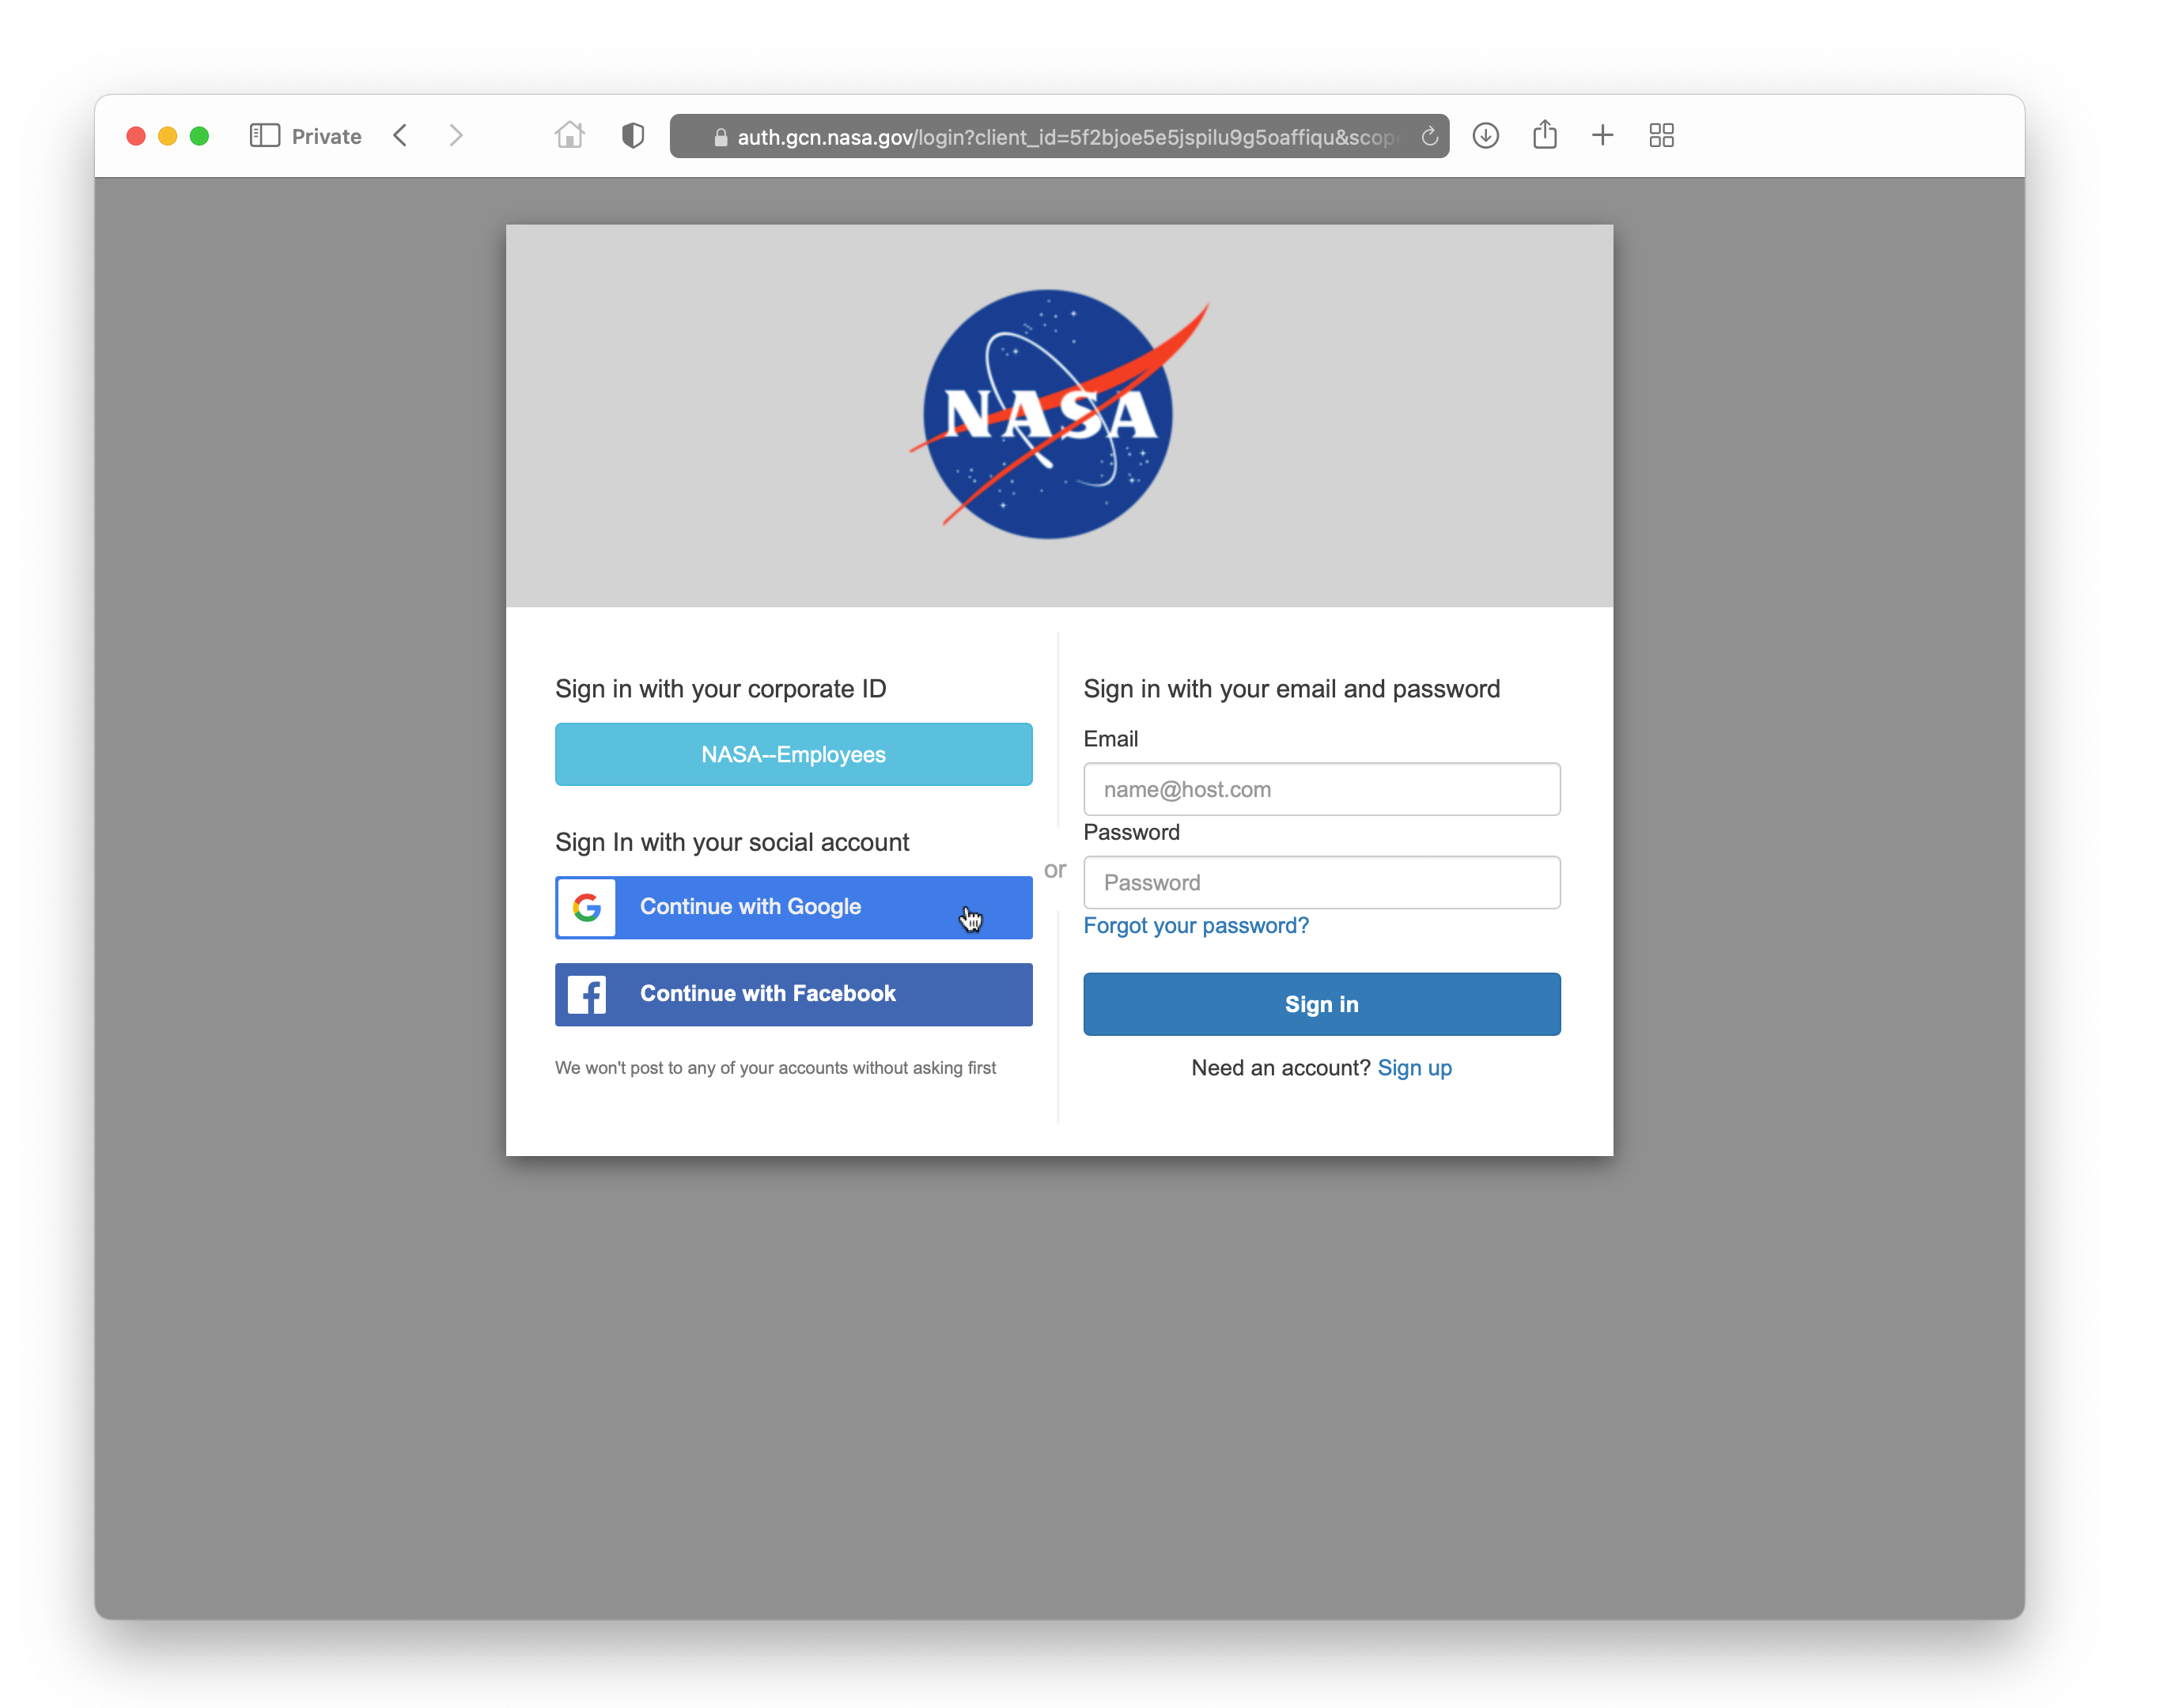 Private
auth.gcn.nasa.gov/login?client_id=5f2bjoe5e5jspilu9g5oaffiqu&scop
NASA
Sign in with your corporate ID
NASA--Employees
Sign In with your social account
Continue with Google
Continue with Facebook
We won't post to any of your accounts without asking first
or
Sign in with your email and password
Email
name@host.com
Password
Password
Forgot your password?
Sign in
Need an account? Sign up